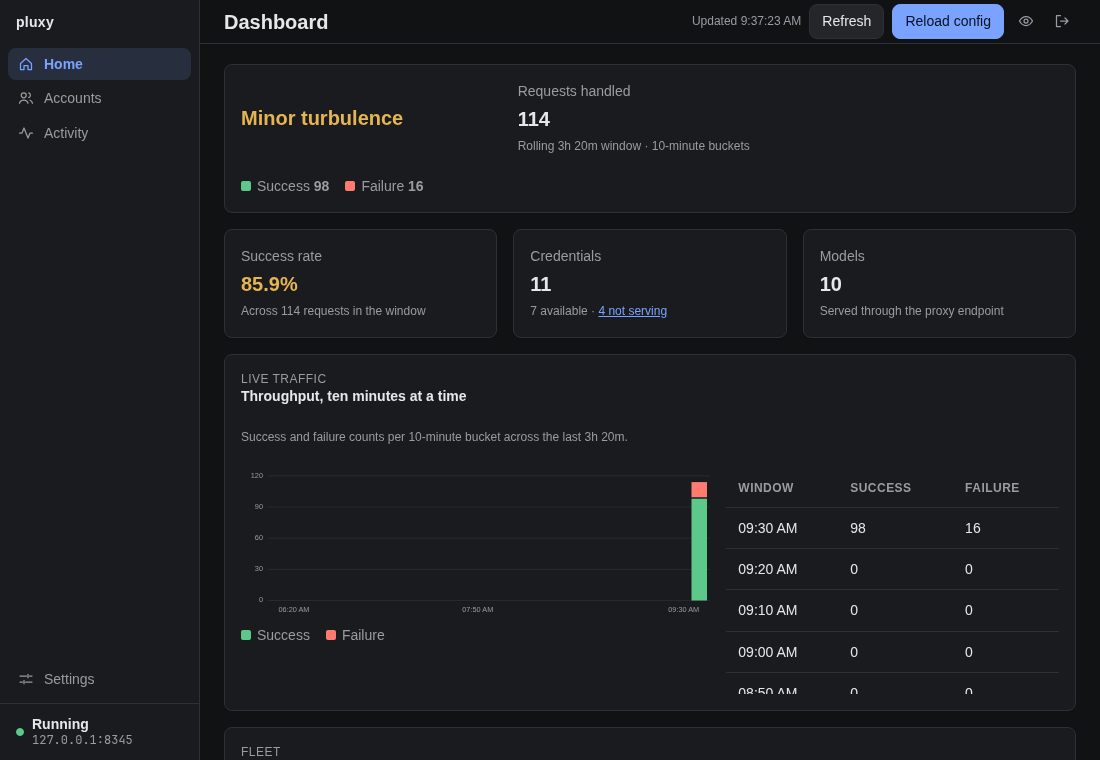 pluxy
Home
Accounts
Activity
Settings
Running
127.0.0.1:8345
Dashboard
Updated 9:37:23 AM
Refresh
Reload config
Minor turbulence
Requests handled
114
Rolling 3h 20m window · 10-minute buckets
Success 98 Failure 16
Success rate
85.9%
Across 114 requests in the window
Credentials
11
7 available · 4 not serving
Models
10
Served through the proxy endpoint
LIVE TRAFFIC
Throughput, ten minutes at a time
Success and failure counts per 10-minute bucket across the last 3h 20m.
120
90
60
30
0
06:20 AM 07:50 AM 09:30 AM
Success Failure
WINDOW SUCCESS FAILURE
09:30 AM 98 16
09:20 AM 0 0
09:10 AM 0 0
09:00 AM 0 0
08:50 AM 0 0
FLEET